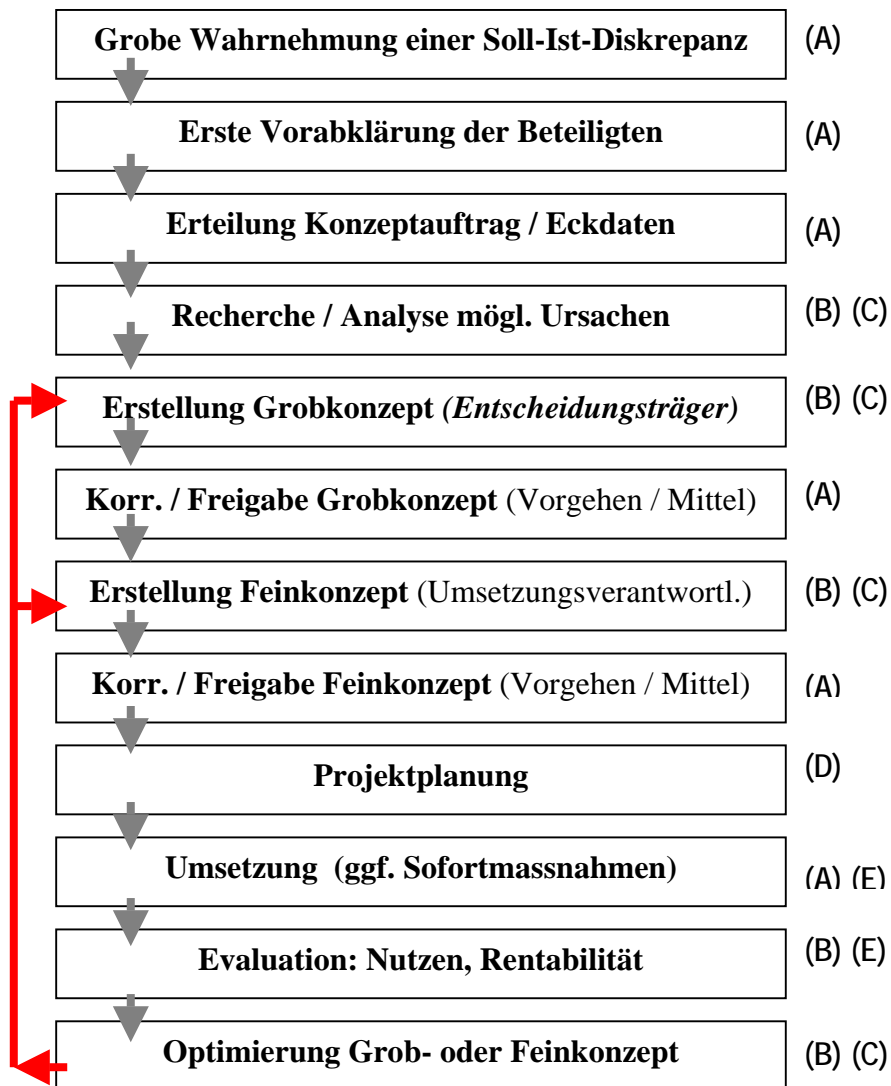 Grobe Wahrnehmung einer Soll-Ist-Diskrepanz (A)
Erste Vorabklärung der Beteiligten (A)
Erteilung Konzeptauftrag / Eckdaten (A)
Recherche / Analyse mögl. Ursachen (B) (C)
Erstellung Grobkonzept (Entscheidungsträger) (B) (C)
Korr. / Freigabe Grobkonzept (Vorgehen / Mittel) (A)
Erstellung Feinkonzept (Umsetzungsverantwortl.) (B) (C)
Korr. / Freigabe Feinkonzept (Vorgehen / Mittel) (A)
Projektplanung (D)
Umsetzung (ggf. Sofortmassnahmen) (A) (E)
Evaluation: Nutzen, Rentabilität (B) (E)
Optimierung Grob- oder Feinkonzept (B) (C)